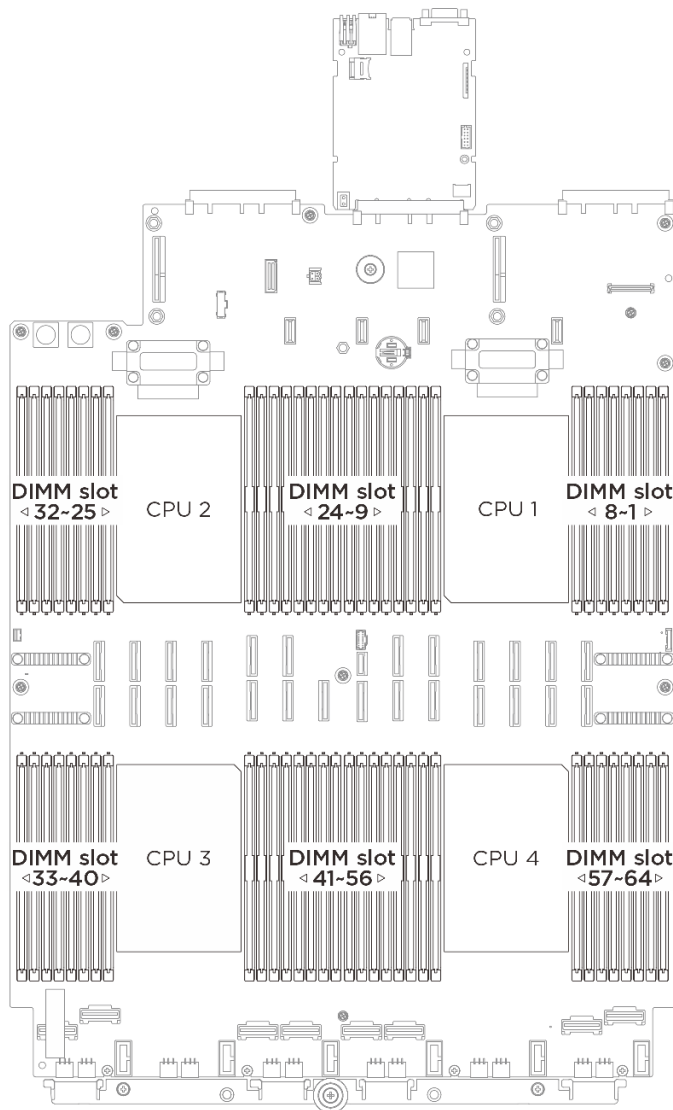 DIMM slot
◁ 32~25 ▷
CPU 2
DIMM slot
◁ 24~9 ▷
CPU 1
DIMM slot
◁ 8~1 ▷
DIMM slot
◁ 33~40 ▷
CPU 3
DIMM slot
◁ 41~56 ▷
CPU 4
DIMM slot
◁ 57~64 ▷